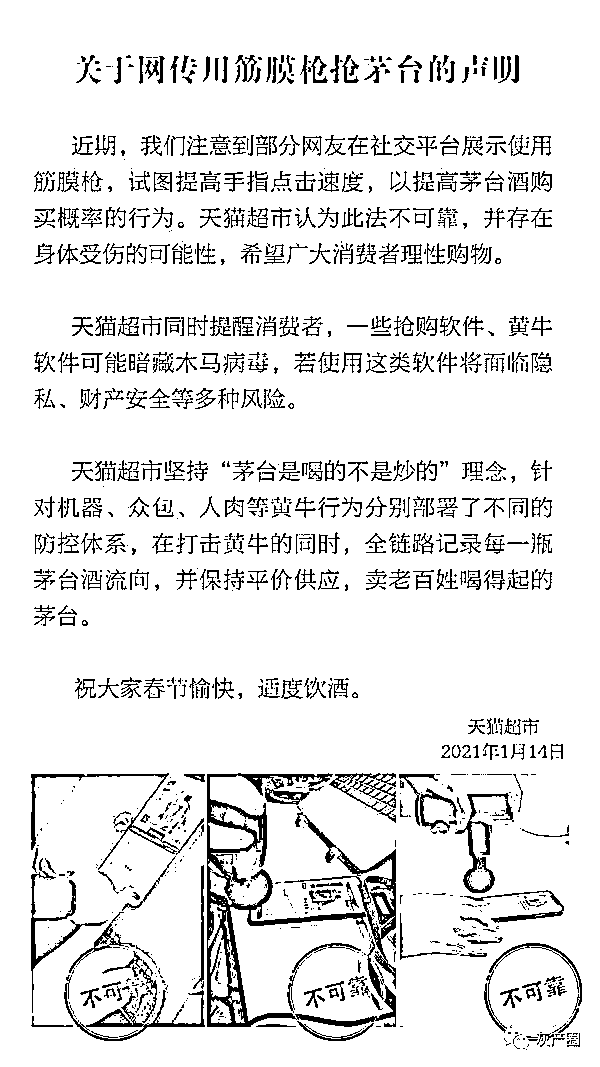 关于网传用筋膜枪抢茅台的声明
近期，我们注意到部分网友在社交平台展示使用
筋膜枪，试图提高手指点击速度，以提高茅台酒购
买概率的行为。天猫超市认为此法不可靠，并存在
身体受伤的可能性，希望广大消费者理性购物。
天猫超市同时提醒消费者，一些抢购软件、黄牛
软件可能暗藏木马病毒，若使用这类软件将面临隐
私、财产安全等多种风险。
天猫超市坚持“茅台是喝的不是炒的”理念，针
对机器、众包、人肉等黄牛行为分别部署了不同的
防控体系，在打击黄牛的同时，全链路记录每一瓶
茅台酒流向，并保持平价供应，卖老百姓喝得起的
茅台。
祝大家春节愉快，适度饮酒。
天猫超市
2021年1月14日
不可
不可靠
不可靠
灰产圈